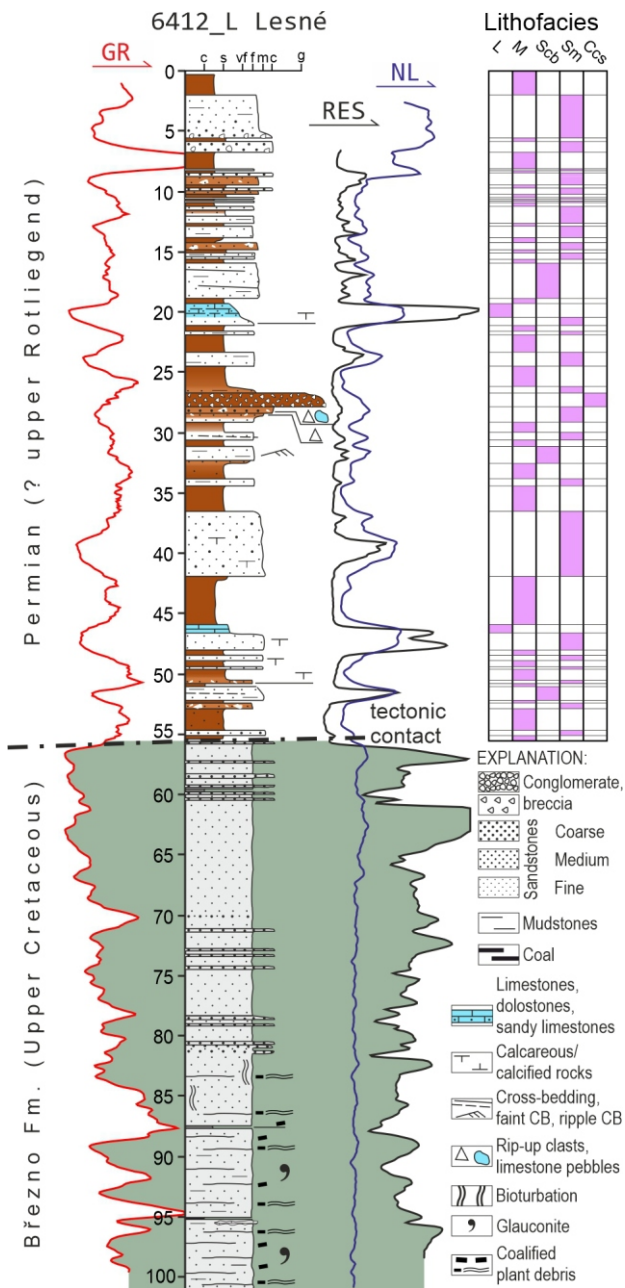 6412_L Lesné
Lithofacies
GR
c s vf f m c g
NL
RES
L M Scb Sm Ccs
0
5
10
15
20
25
30
35
40
45
50
55
60
65
70
75
80
85
90
95
100
Permian (? upper Rotliegend)
Březno Fm. (Upper Cretaceous)
tectonic
contact
EXPLANATION:
Conglomerate,
breccia
Sandstones
Coarse
Medium
Fine
Mudstones
Coal
Limestones,
dolostones,
sandy limestones
Calcareous/
calcified rocks
Cross-bedding,
faint CB, ripple CB
Rip-up clasts,
limestone pebbles
Bioturbation
Glauconite
Coalified
plant debris